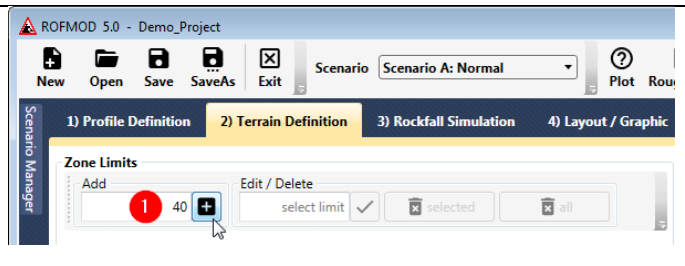 ROFMOD 5.0 - Demo_Project
New Open Save SaveAs Exit Scenario Scenario A: Normal Plot Rou
Scenario Manager
1) Profile Definition 2) Terrain Definition 3) Rockfall Simulation 4) Layout / Graphic
Zone Limits
Add Edit / Delete
1 40 select limit selected all